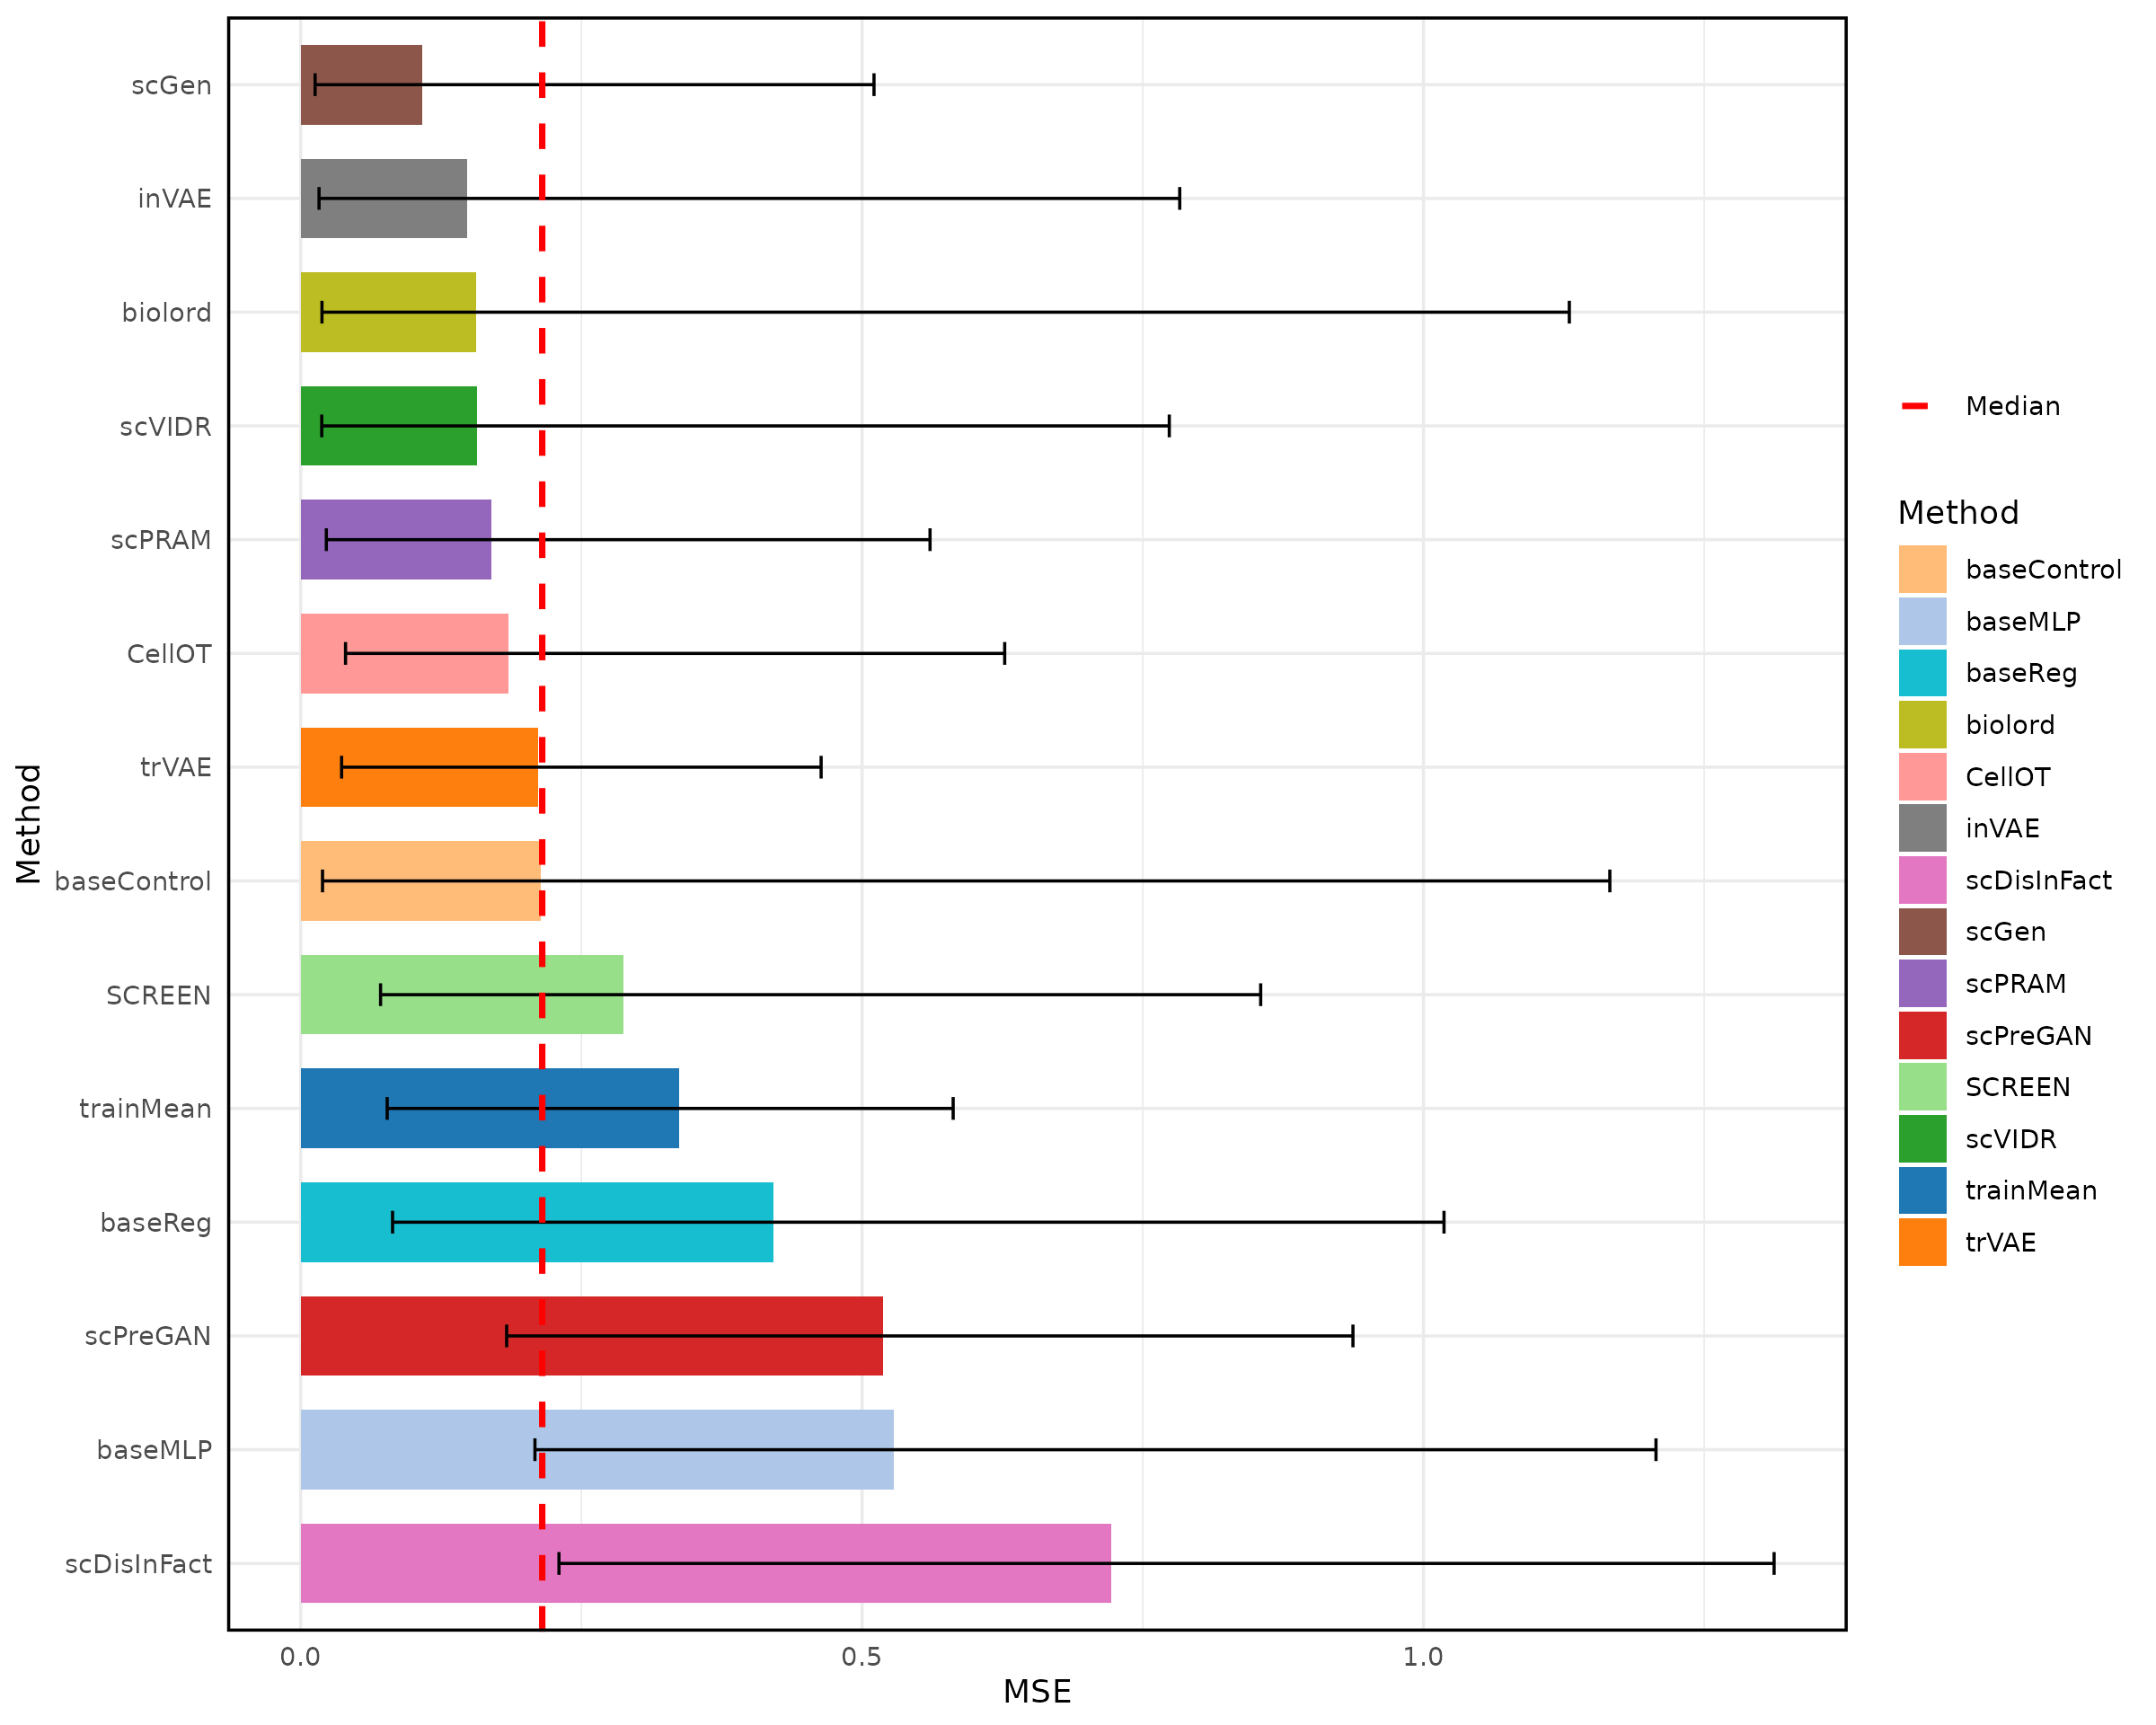 scGen
inVAE
biolord
scVIDR
scPRAM
CellOT
trVAE
baseControl
SCREEN
trainMean
baseReg
scPreGAN
baseMLP
scDisInFact
Method
0.0 0.5 1.0
MSE
Median
Method
baseControl
baseMLP
baseReg
biolord
CellOT
inVAE
scDisInFact
scGen
scPRAM
scPreGAN
SCREEN
scVIDR
trainMean
trVAE